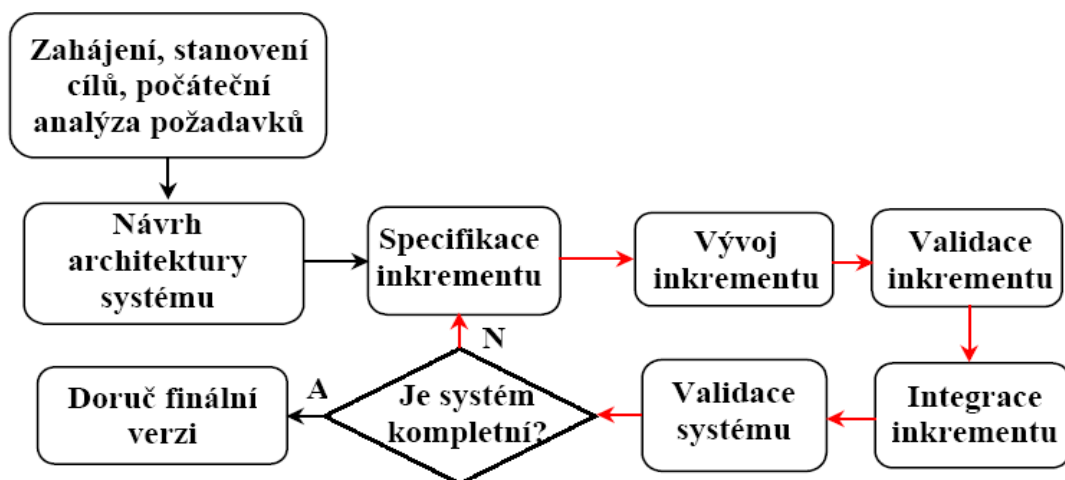 Zahájení, stanovení
cílů, počáteční
analýza požadavků
Návrh
architektury
systému
Specifikace
inkrementu
Vývoj
inkrementu
Validace
inkrementu
Integrace
inkrementu
Validace
systému
Je systém
kompletní?
N
A
Doruč finální
verzi